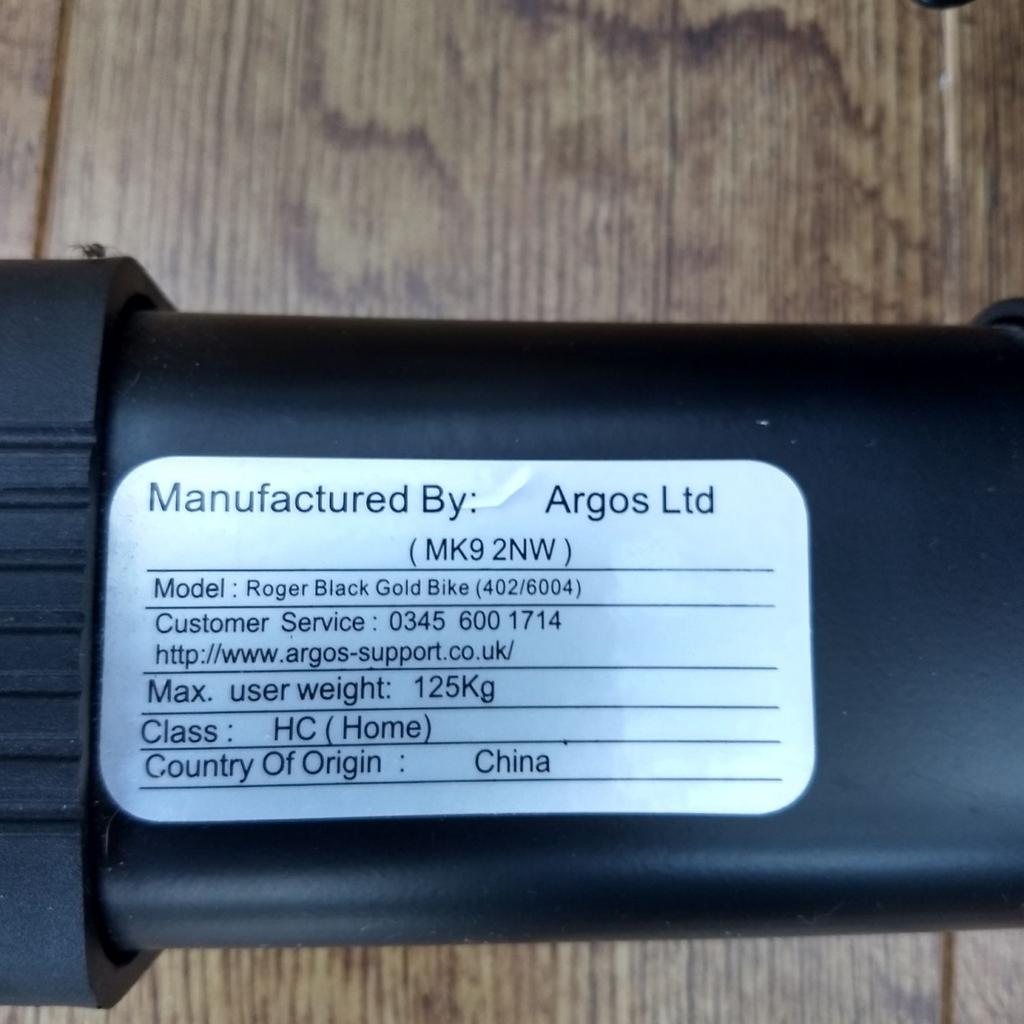 Manufactured By: Argos Ltd
( MK9 2NW )
Model : Roger Black Gold Bike (402/6004)
Customer Service : 0345 600 1714
http://www.argos-support.co.uk/
Max. user weight: 125Kg
Class : HC ( Home)
Country Of Origin : China